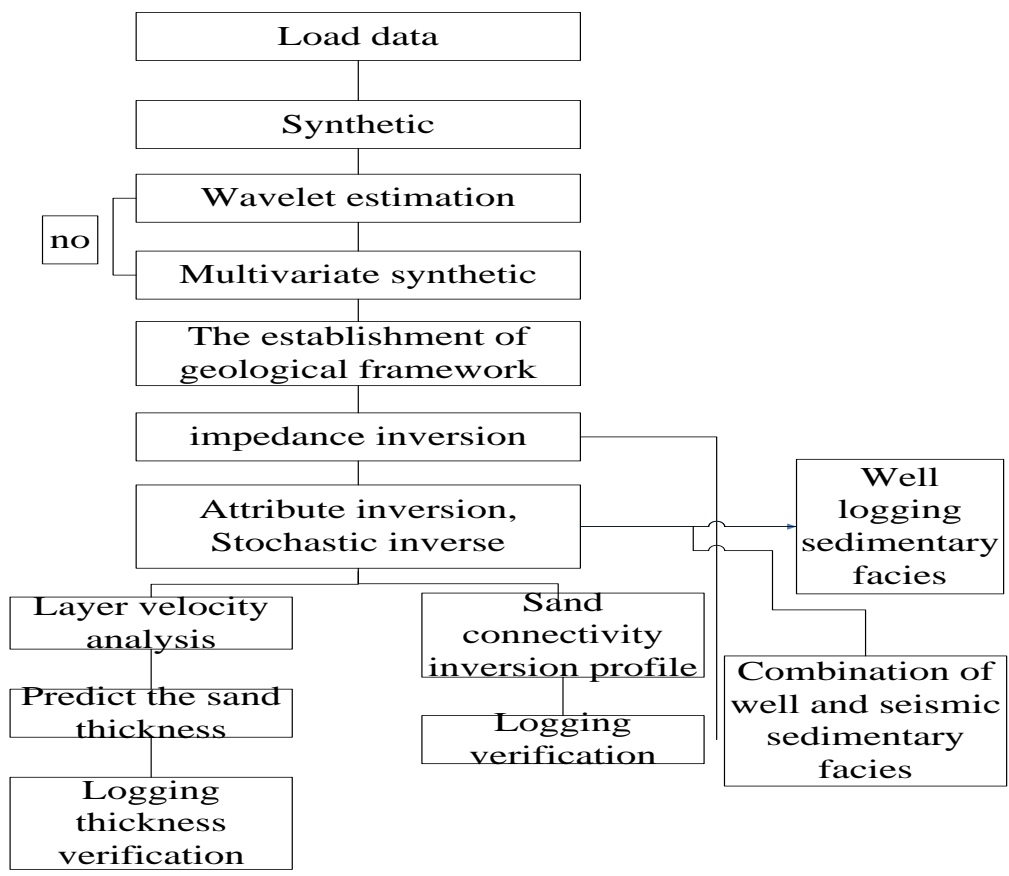 Load data
Synthetic
Wavelet estimation
no
Multivariate synthetic
The establishment of
geological framework
impedance inversion
Attribute inversion,
Stochastic inverse
Well
logging
sedimentary
facies
Layer velocity
analysis
Sand
connectivity
inversion profile
Combination of
well and seismic
sedimentary
facies
Predict the sand
thickness
Logging
verification
Logging
thickness
verification